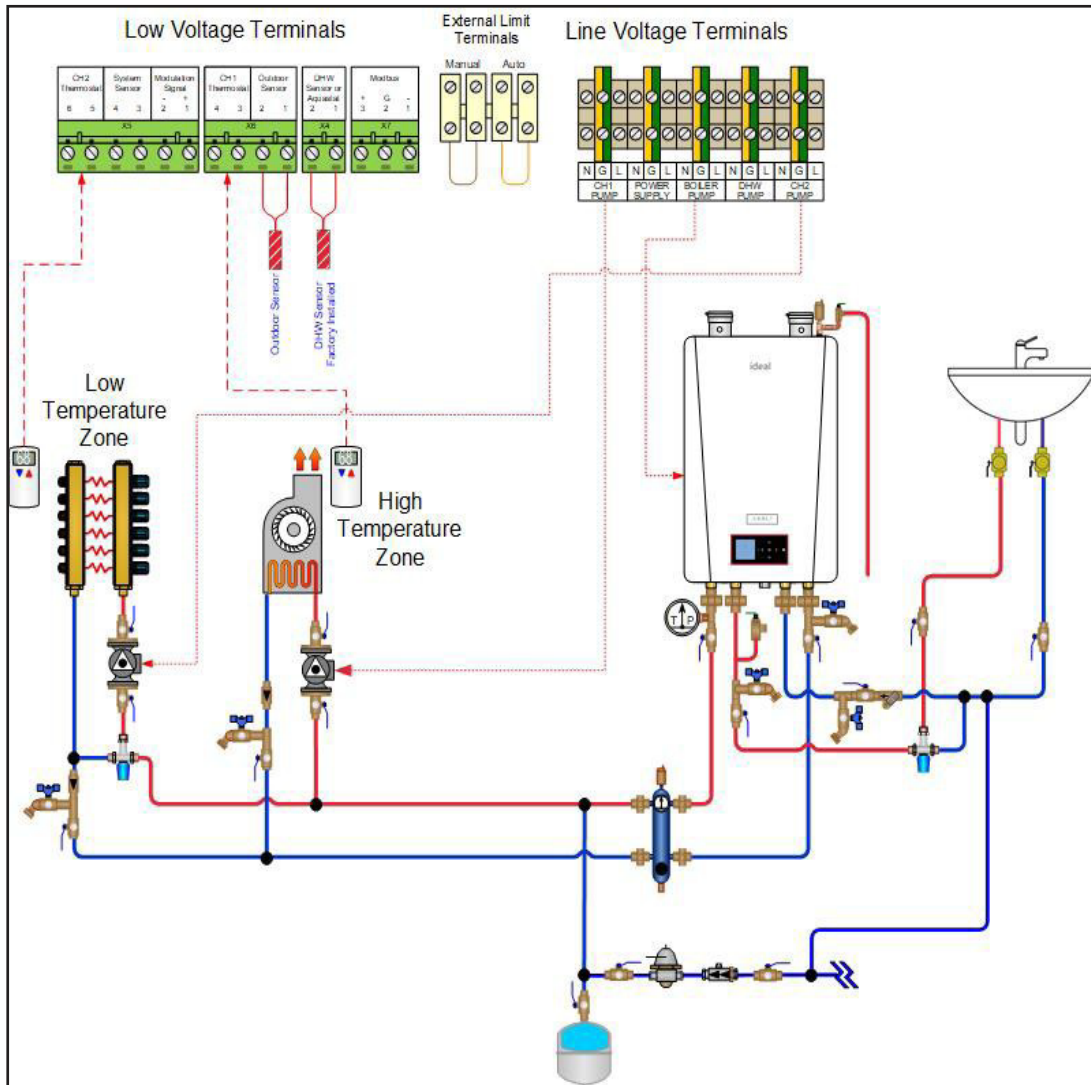 Low Voltage Terminals
External Limit
Terminals
Line Voltage Terminals
Manual Auto
CH2
Thermostat
6 5
System
Sensor
4 3
Modulation
Signal
- +
2 1
X5
CH1
Thermostat
4 3
Outdoor
Sensor
2 1
X6
DHW
Sensor or
Aquastat
2 1
X4
Modbus
+ G -
3 2 1
X7
N G L N G L N G L N G L N G L
CH1
PUMP
POWER
SUPPLY
BOILER
PUMP
DHW
PUMP
CH2
PUMP
Outdoor Sensor
DHW Sensor
Factory Installed
Low
Temperature
Zone
High
Temperature
Zone
ideal
T P